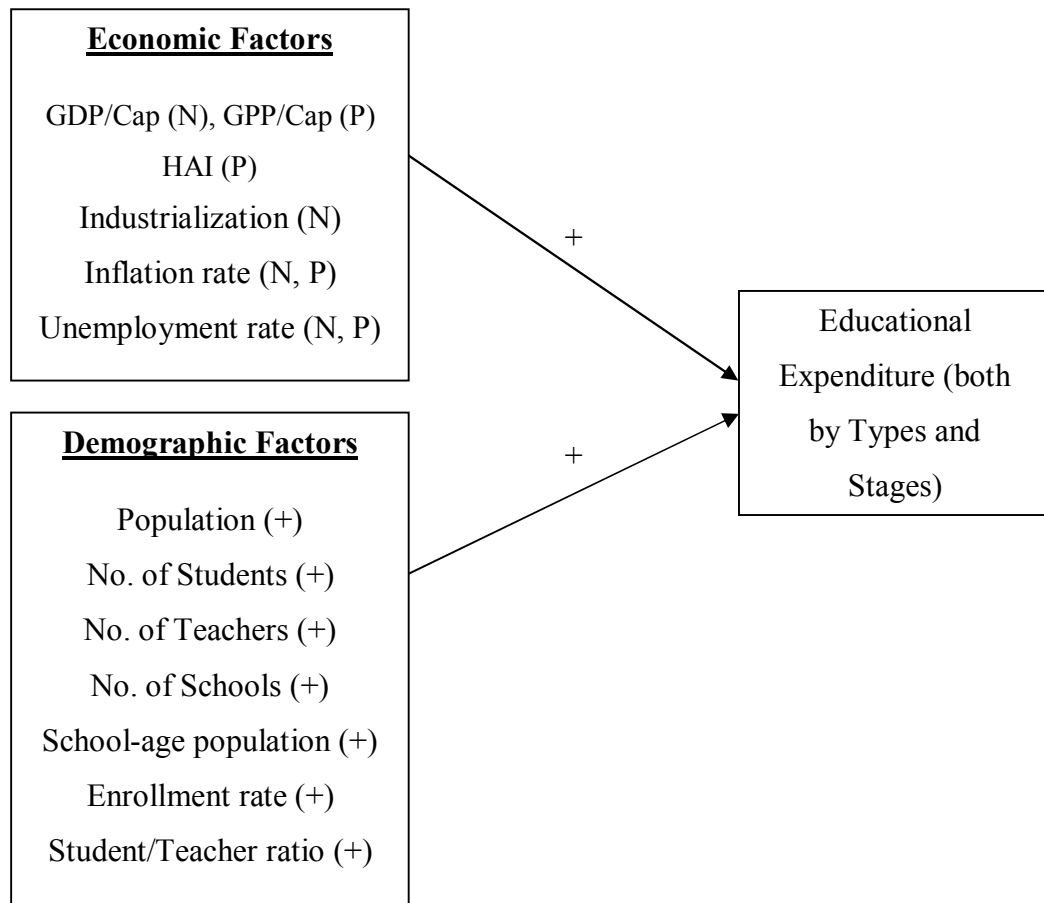 Economic Factors
GDP/Cap (N), GPP/Cap (P)
HAI (P)
Industrialization (N)
Inflation rate (N, P)
Unemployment rate (N, P)
+
Educational
Expenditure (both
by Types and
Stages)
Demographic Factors
+
Population (+)
No. of Students (+)
No. of Teachers (+)
No. of Schools (+)
School-age population (+)
Enrollment rate (+)
Student/Teacher ratio (+)